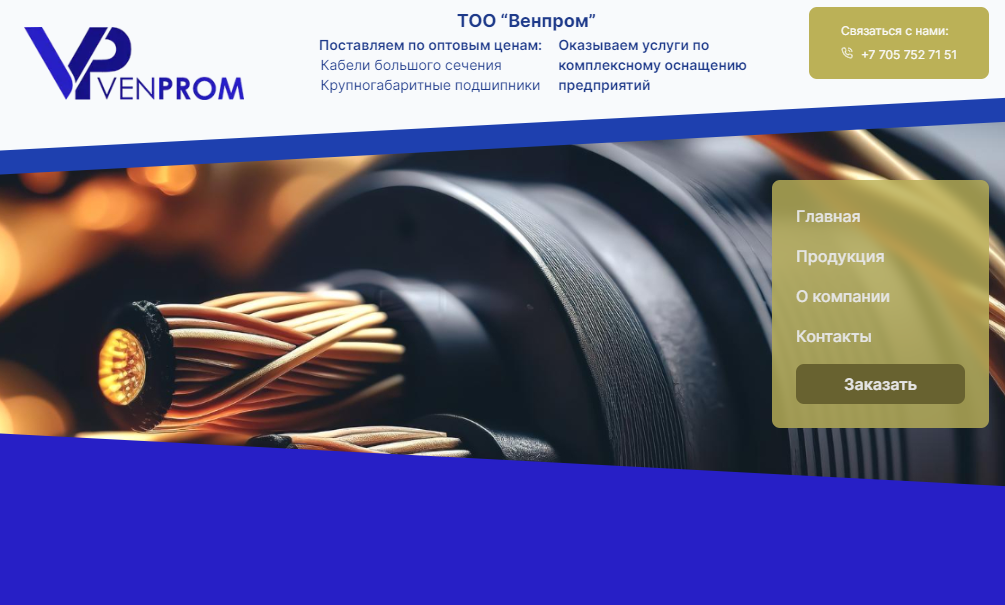 VENPROM
ТОО “Венпром”
Поставляем по оптовым ценам:
Кабели большого сечения
Крупногабаритные подшипники
Оказываем услуги по
комплексному оснащению
предприятий
Связаться с нами:
+7 705 752 71 51
Главная
Продукция
О компании
Контакты
Заказать